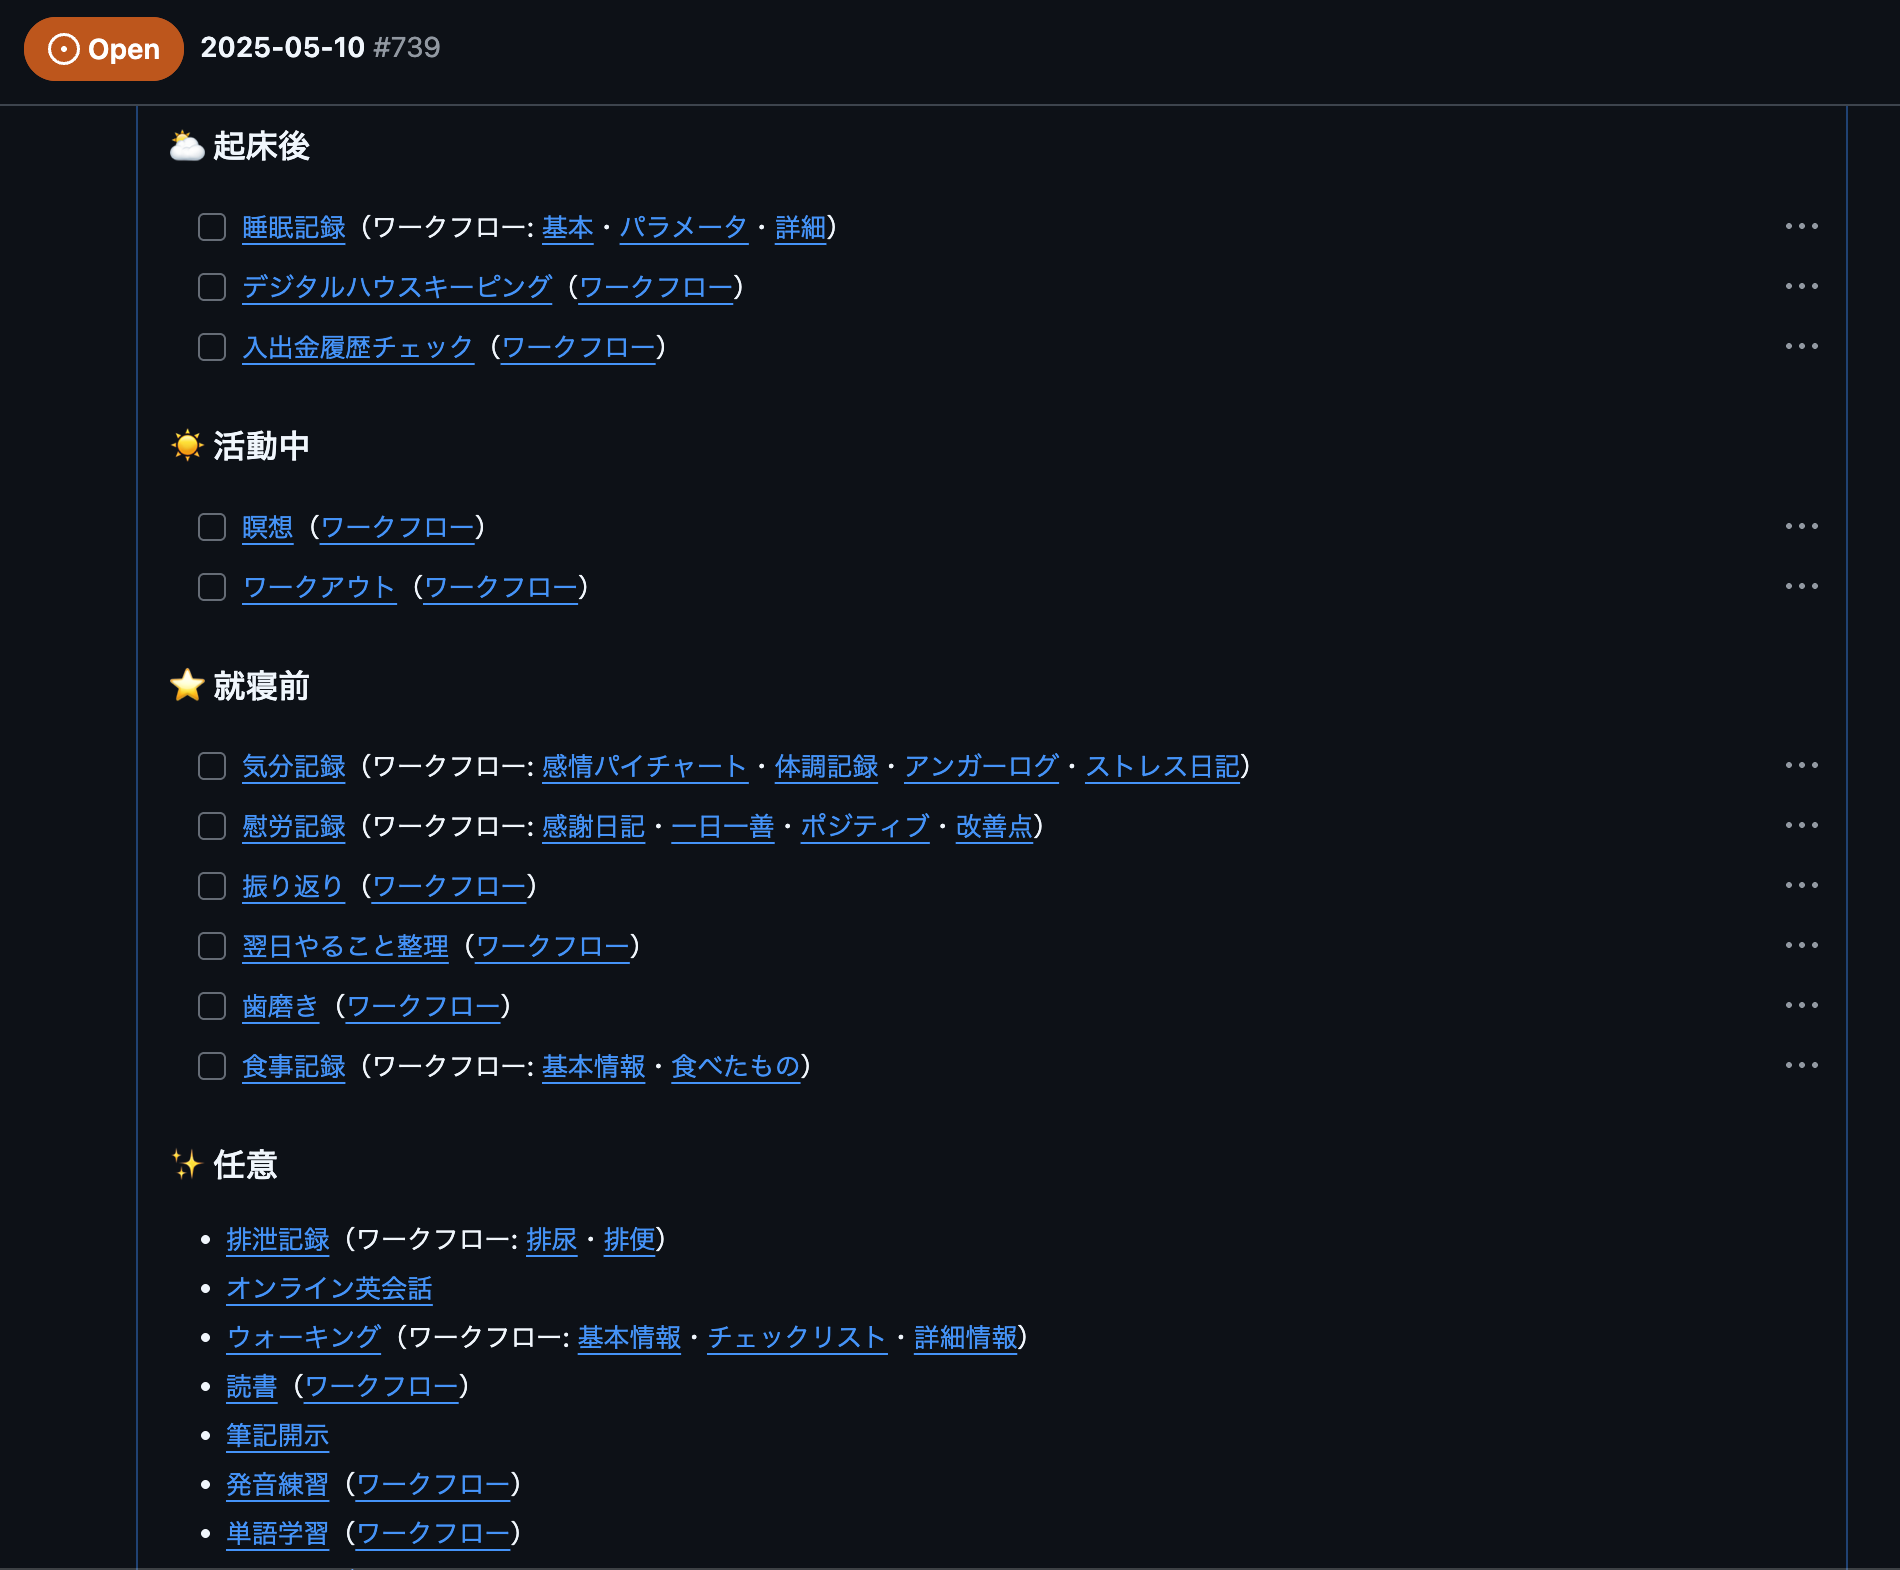 Open 2025-05-10 #739
起床後
睡眠記録（ワークフロー: 基本・パラメータ・詳細）
デジタルハウスキーピング（ワークフロー）
入出金履歴チェック（ワークフロー）
活動中
瞑想（ワークフロー）
ワークアウト（ワークフロー）
就寝前
気分記録（ワークフロー: 感情パイチャート・体調記録・アンガーログ・ストレス日記）
慰労記録（ワークフロー: 感謝日記・一日一善・ポジティブ・改善点）
振り返り（ワークフロー）
翌日やること整理（ワークフロー）
歯磨き（ワークフロー）
食事記録（ワークフロー: 基本情報・食べたもの）
任意
排泄記録（ワークフロー: 排尿・排便）
オンライン英会話
ウォーキング（ワークフロー: 基本情報・チェックリスト・詳細情報）
読書（ワークフロー）
筆記開示
発音練習（ワークフロー）
単語学習（ワークフロー）